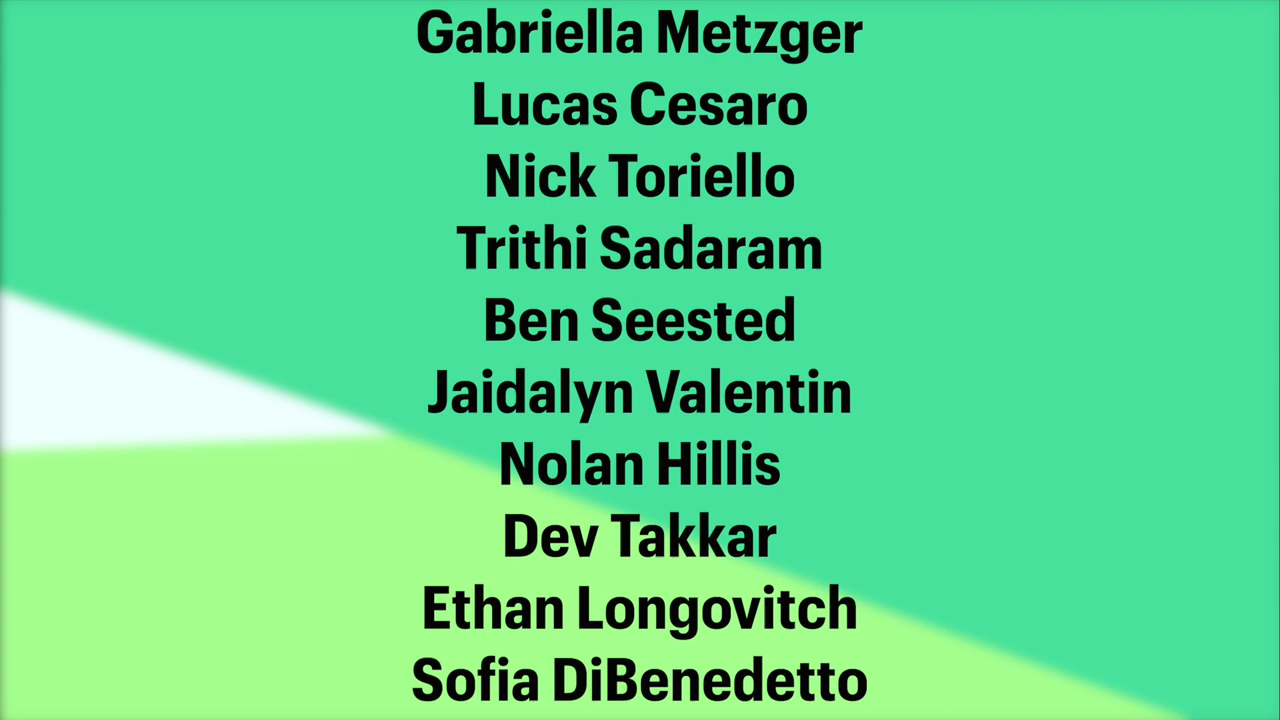 Gabriella Metzger
Lucas Cesaro
Nick Toriello
Trithi Sadaram
Ben Seested
Jaidalyn Valentin
Nolan Hillis
Dev Takkar
Ethan Longovitch
Sofia DiBenedetto